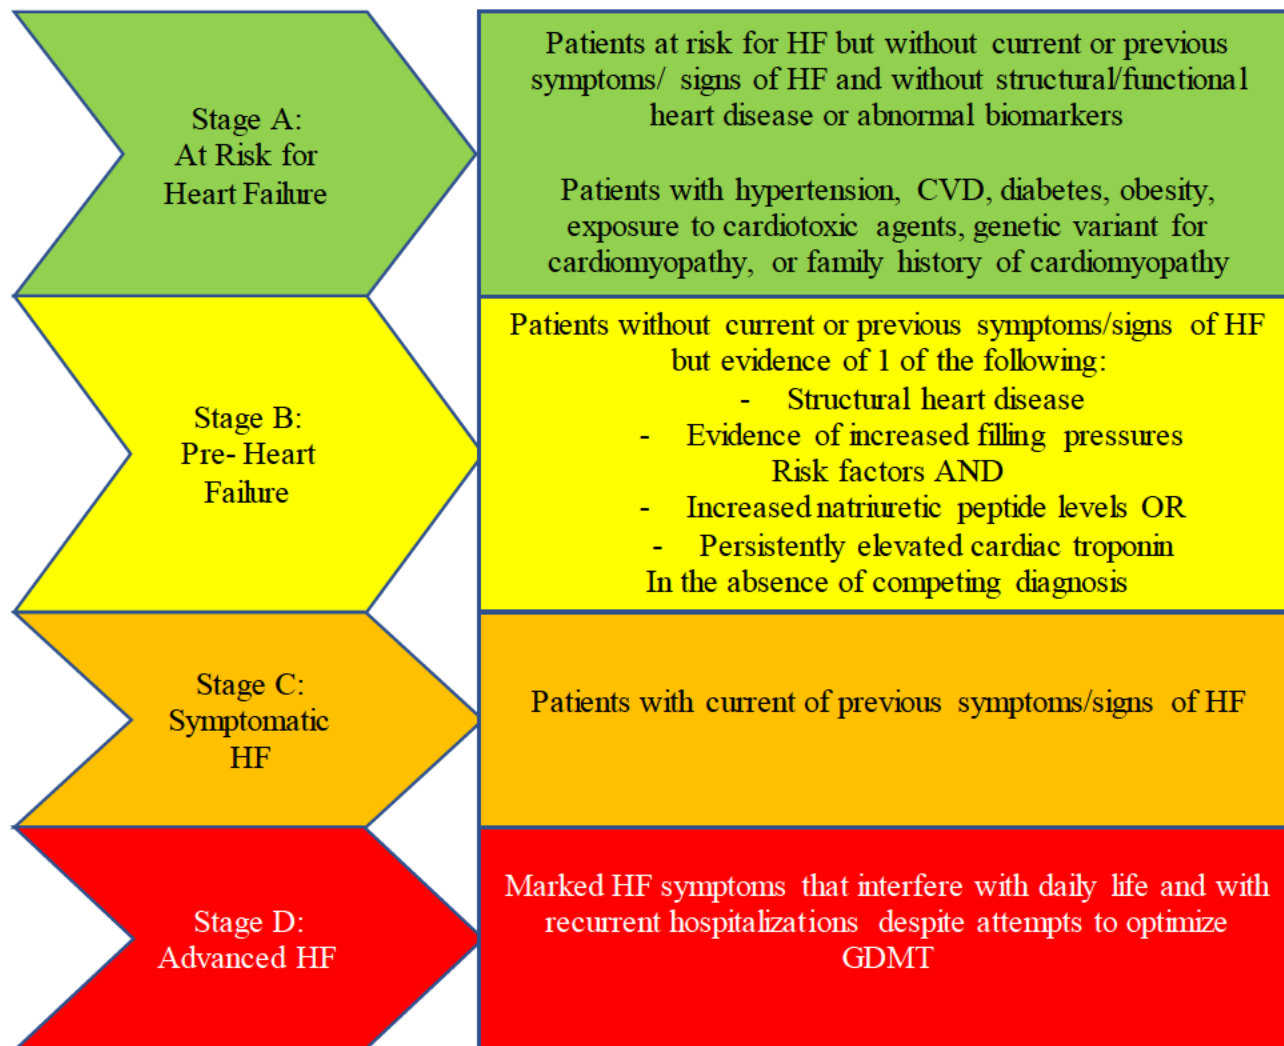 Stage A:
At Risk for
Heart Failure
Patients at risk for HF but without current or previous
symptoms/ signs of HF and without structural/functional
heart disease or abnormal biomarkers
Patients with hypertension, CVD, diabetes, obesity,
exposure to cardiotoxic agents, genetic variant for
cardiomyopathy, or family history of cardiomyopathy
Stage B:
Pre- Heart
Failure
Patients without current or previous symptoms/signs of HF
but evidence of 1 of the following:
- Structural heart disease
- Evidence of increased filling pressures
Risk factors AND
- Increased natriuretic peptide levels OR
- Persistently elevated cardiac troponin
In the absence of competing diagnosis
Stage C:
Symptomatic
HF
Patients with current of previous symptoms/signs of HF
Stage D:
Advanced HF
Marked HF symptoms that interfere with daily life and with
recurrent hospitalizations despite attempts to optimize
GDMT